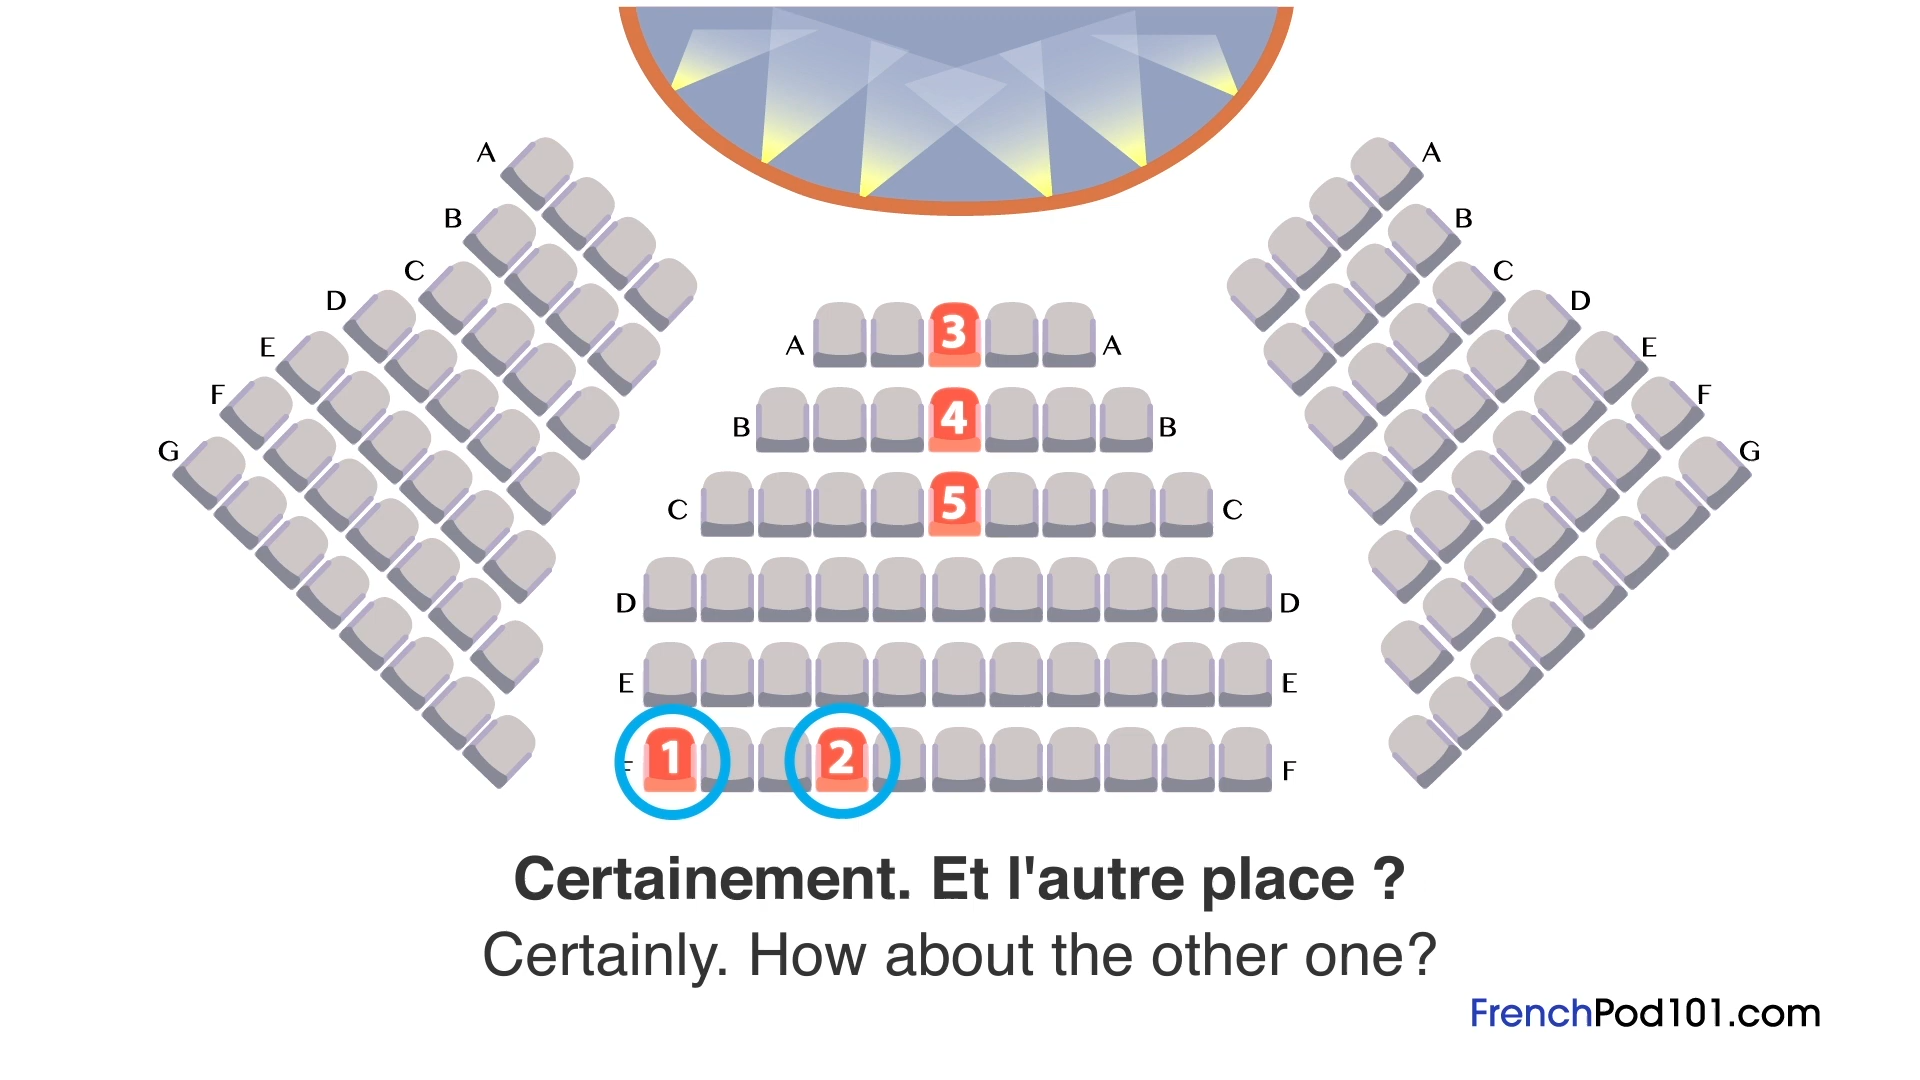 A A
B B
C C
D D
E E
F F
G G
A 3 A
B 4 B
C 5 C
D D
E E
F 1 2 F
Certainement. Et l'autre place ?
Certainly. How about the other one?
FrenchPod101.com